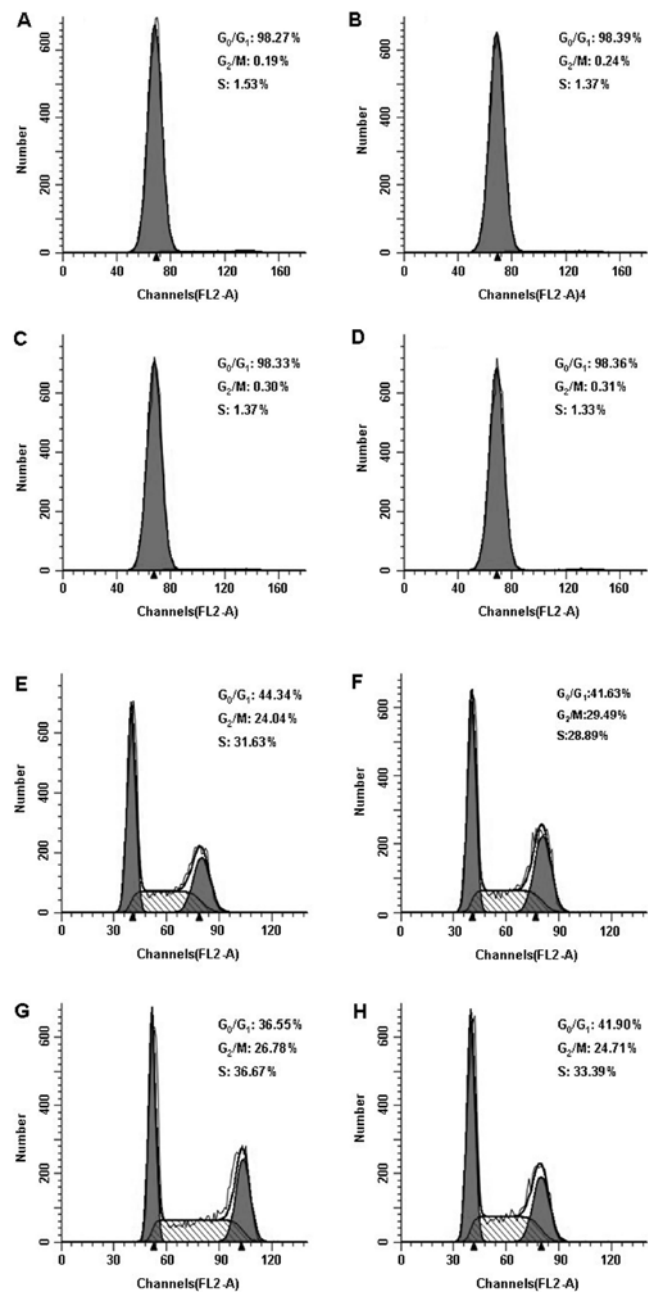 A
G0/G1: 98.27%
G2/M: 0.19%
S: 1.53%
Number
600
400
200
0
0 40 80 120 160
Channels(FL2-A)
B
G0/G1: 98.39%
G2/M: 0.24%
S: 1.37%
Number
600
400
200
0
0 40 80 120 160
Channels(FL2-A)4
C
G0/G1: 98.33%
G2/M: 0.30%
S: 1.37%
Number
600
400
200
0
0 40 80 120 160
Channels(FL2-A)
D
G0/G1: 98.36%
G2/M: 0.31%
S: 1.33%
Number
600
400
200
0
0 40 80 120 160
Channels(FL2-A)
E
G0/G1: 44.34%
G2/M: 24.04%
S: 31.63%
Number
600
400
200
0
0 30 60 90 120
Channels(FL2-A)
F
G0/G1:41.63%
G2/M:29.49%
S:28.89%
Number
600
400
200
0
0 30 60 90 120
Channels(FL2-A)
G
G0/G1: 36.55%
G2/M: 26.78%
S: 36.67%
Number
600
400
200
0
0 30 60 90 120
Channels(FL2-A)
H
G0/G1: 41.90%
G2/M: 24.71%
S: 33.39%
Number
600
400
200
0
0 30 60 90 120
Channels(FL2-A)